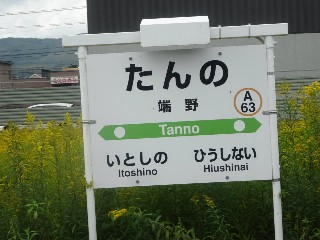 たんの
端野
A
63
Tanno
いとしの ひうしない
Itoshino Hiushinai